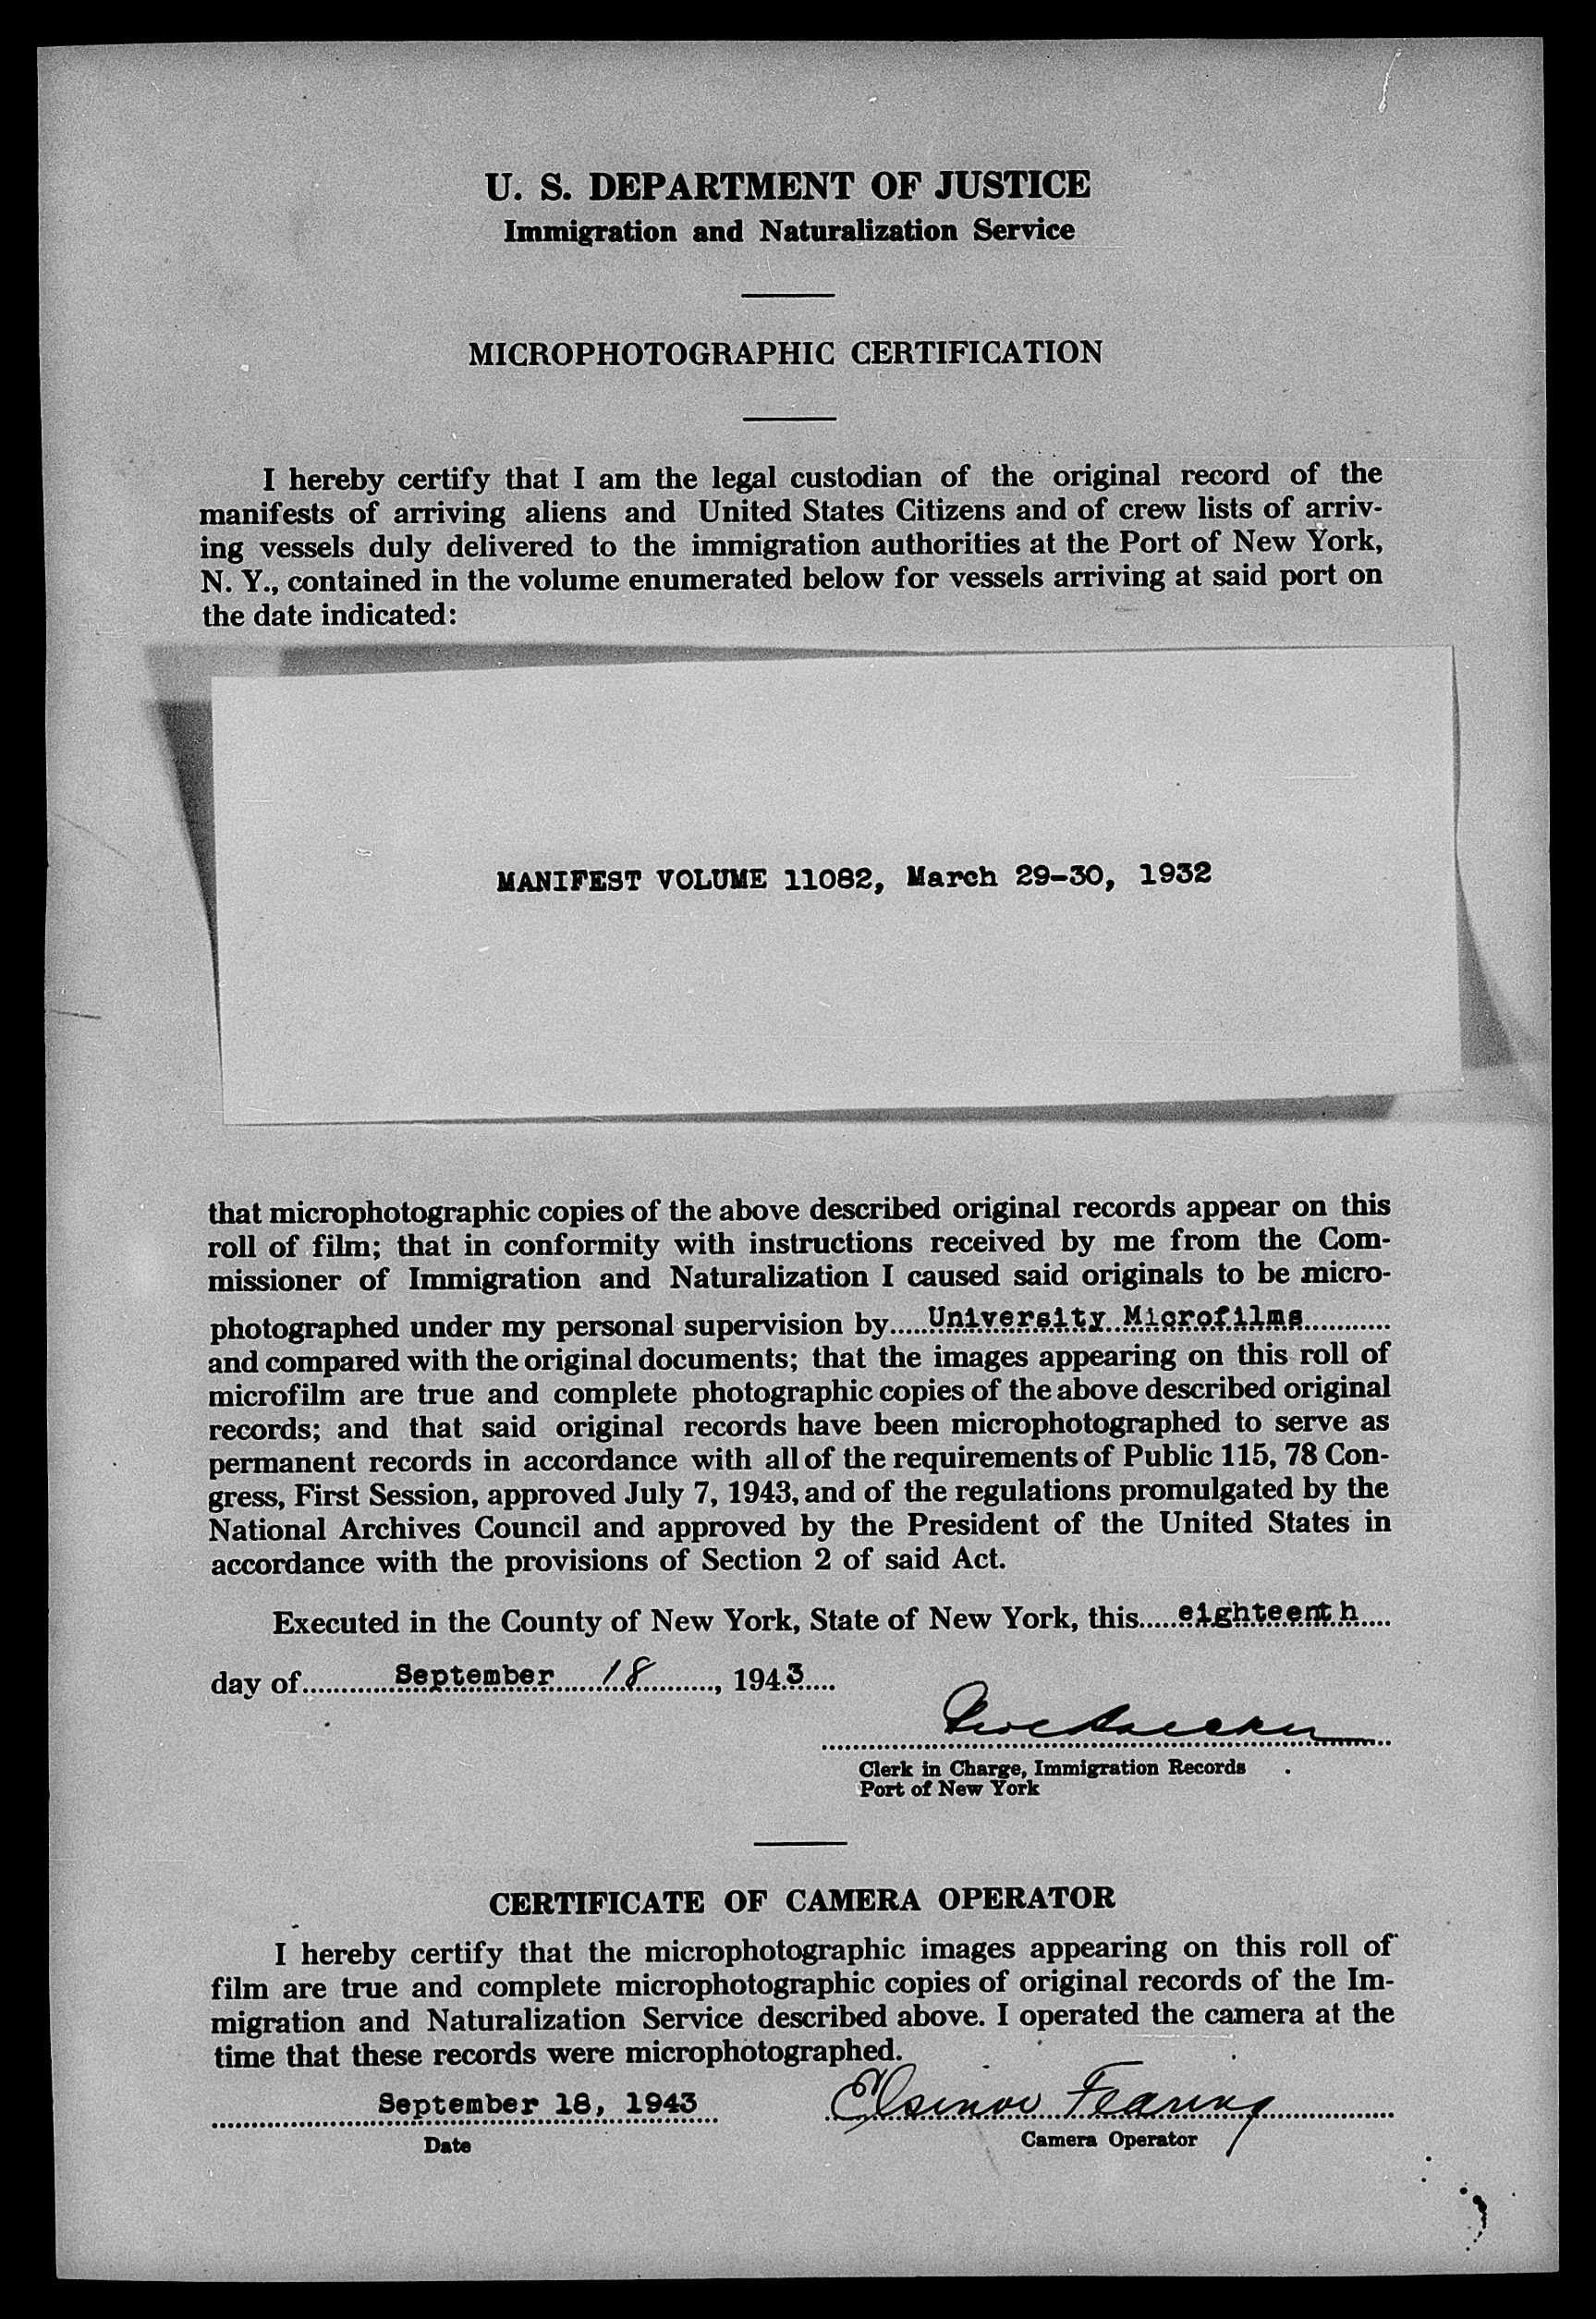 U. S. DEPARTMENT OF JUSTICE
Immigration and Naturalization Service
MICROPHOTOGRAPHIC CERTIFICATION
I hereby certify that I am the legal custodian of the original record of the
manifests of arriving aliens and United States Citizens and of crew lists of arriv-
ing vessels duly delivered to the immigration authorities at the Port of New York,
N. Y., contained in the volume enumerated below for vessels arriving at said port on
the date indicated:
MANIFEST VOLUME 11082, March 29-30, 1932
that microphotographic copies of the above described original records appear on this
roll of film; that in conformity with instructions received by me from the Com-
missioner of Immigration and Naturalization I caused said originals to be micro-
photographed under my personal supervision by.....University Microfilms...........
and compared with the original documents; that the images appearing on this roll of
microfilm are true and complete photographic copies of the above described original
records; and that said original records have been microphotographed to serve as
permanent records in accordance with all of the requirements of Public 115, 78 Con-
gress, First Session, approved July 7, 1943, and of the regulations promulgated by the
National Archives Council and approved by the President of the United States in
accordance with the provisions of Section 2 of said Act.
Executed in the County of New York, State of New York, this.....eighteenth....
day of............September......18.........., 1943....
Clerk in Charge, Immigration Records
Port of New York
CERTIFICATE OF CAMERA OPERATOR
I hereby certify that the microphotographic images appearing on this roll of
film are true and complete microphotographic copies of original records of the Im-
migration and Naturalization Service described above. I operated the camera at the
time that these records were microphotographed.
September 18, 1943 Elsinor Fearing
Date Camera Operator